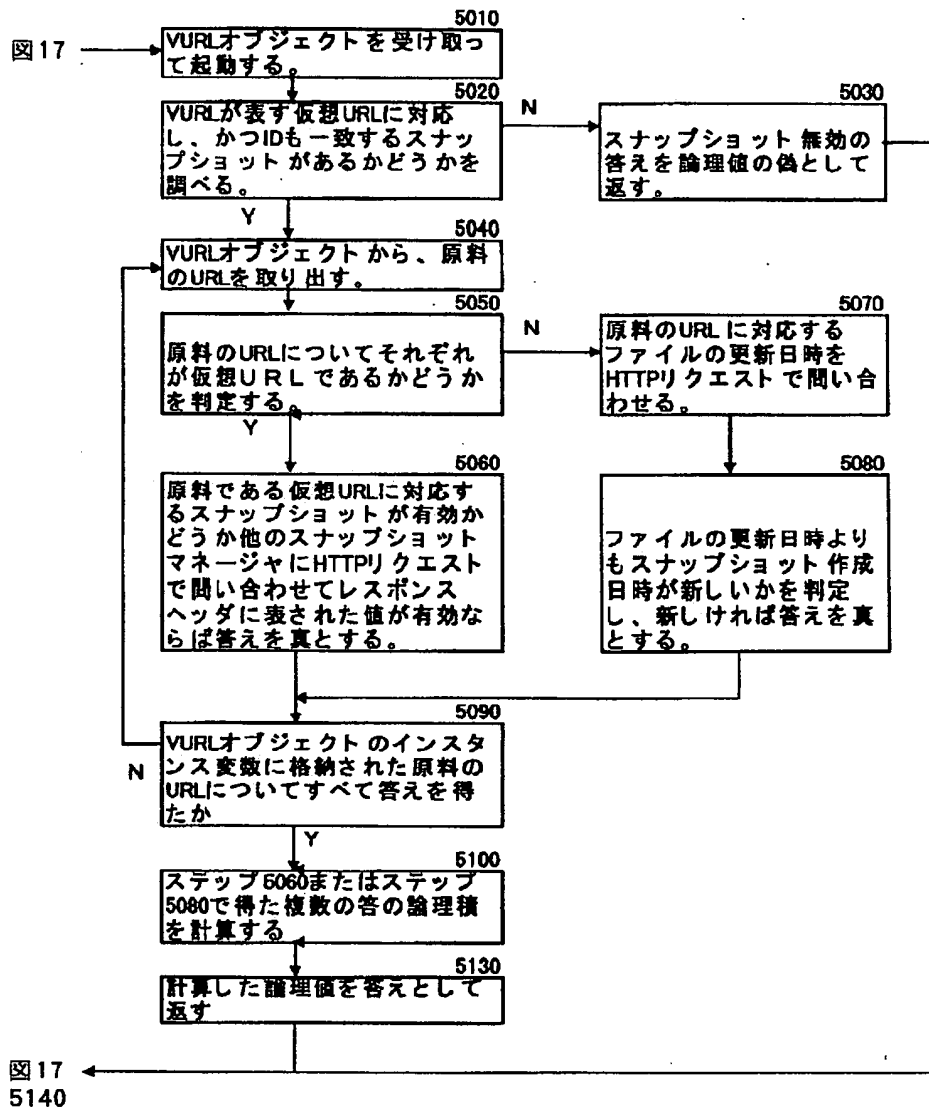 図17
5010
VURLオブジェクトを受け取っ
て起動する。
5020
VURLが表す仮想URLに対応
し、かつIDも一致するスナッ
プショットがあるかどうかを
調べる。
N
5030
スナップショット無効の
答えを論理値の偽として
返す。
Y
5040
VURLオブジェクトから、原料
のURLを取り出す。
5050
原料のURLについてそれぞれ
が仮想URLであるかどうか
を判定する。
N
5070
原料のURLに対応する
ファイルの更新日時を
HTTPリクエストで問い合
わせる。
Y
5060
原料である仮想URLに対応す
るスナップショットが有効か
どうか他のスナップショット
マネージャにHTTPリクエスト
で問い合わせてレスポンス
ヘッダに表された値が有効な
らば答えを真とする。
5080
ファイルの更新日時より
もスナップショット作成
日時が新しいかを判定
し、新しければ答えを真
とする。
5090
VURLオブジェクトのインスタ
ンス変数に格納された原料の
URLについてすべて答えを得
たか
N
Y
5100
ステップ5060またはステップ
5080で得た複数の答の論理積
を計算する
5130
計算した論理値を答えとして
返す
図17
5140